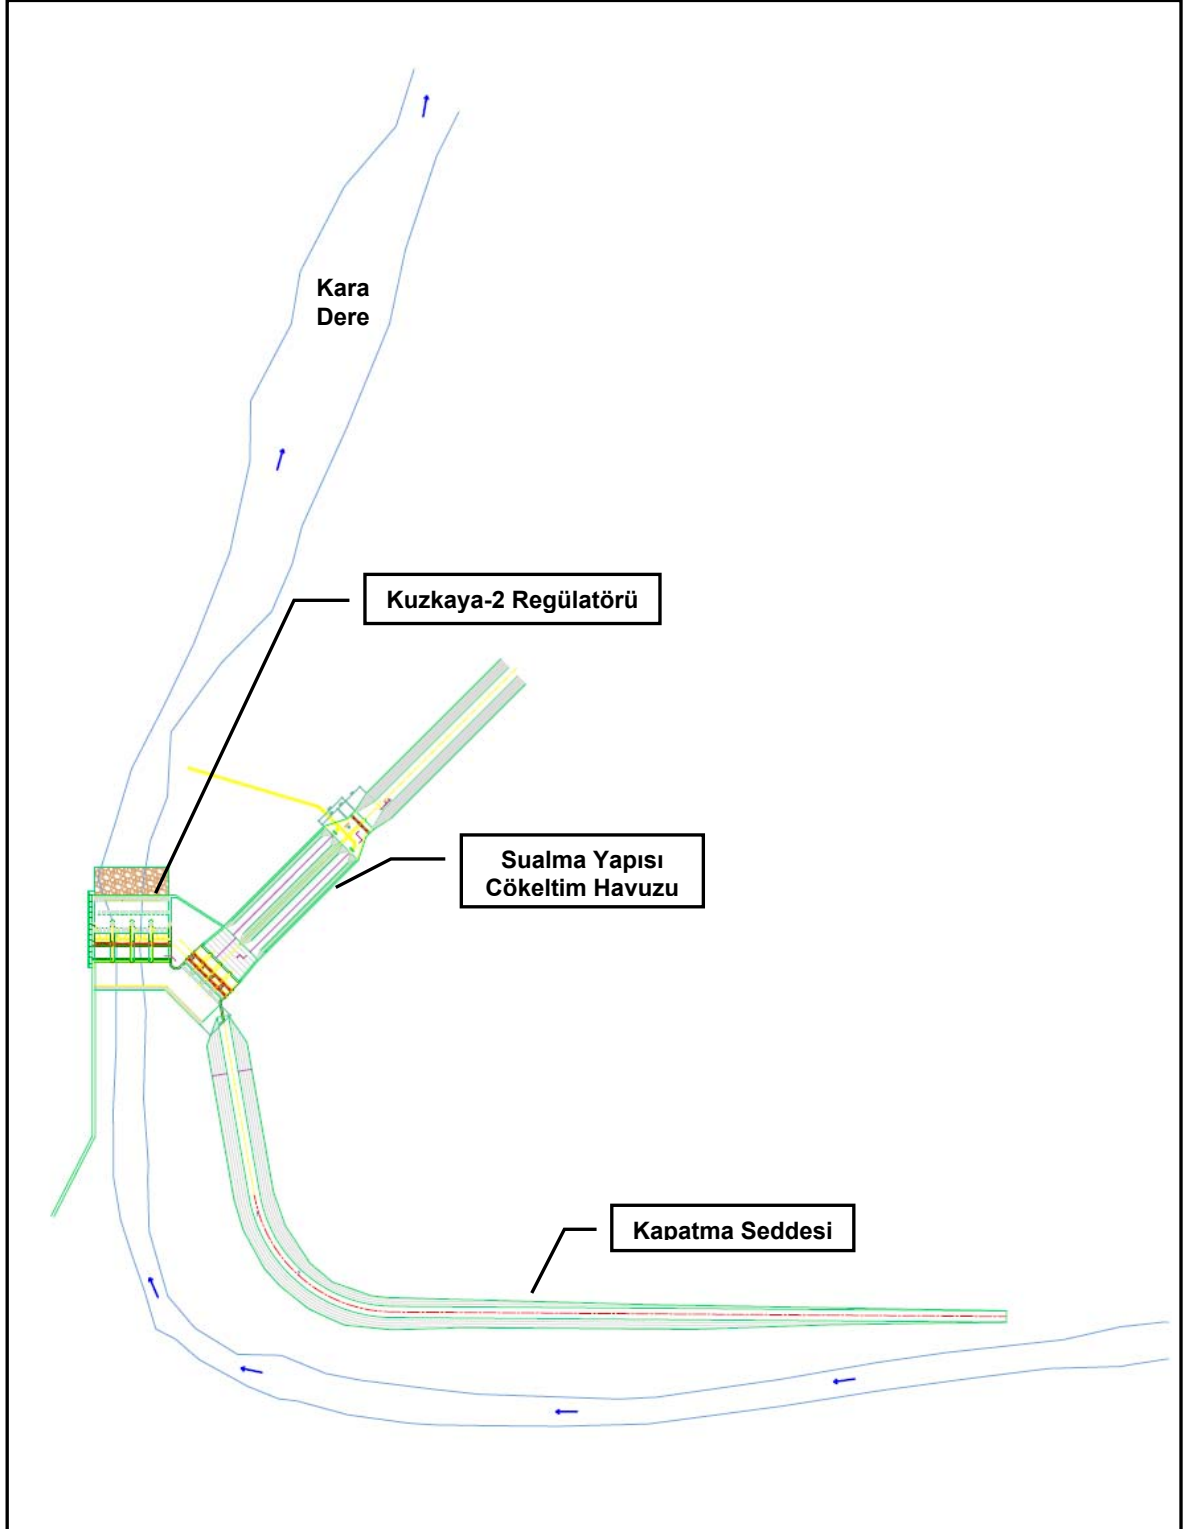 Kara
Dere
Kuzkaya-2 Regülatörü
Sualma Yapısı
Cökeltim Havuzu
Kapatma Seddesi